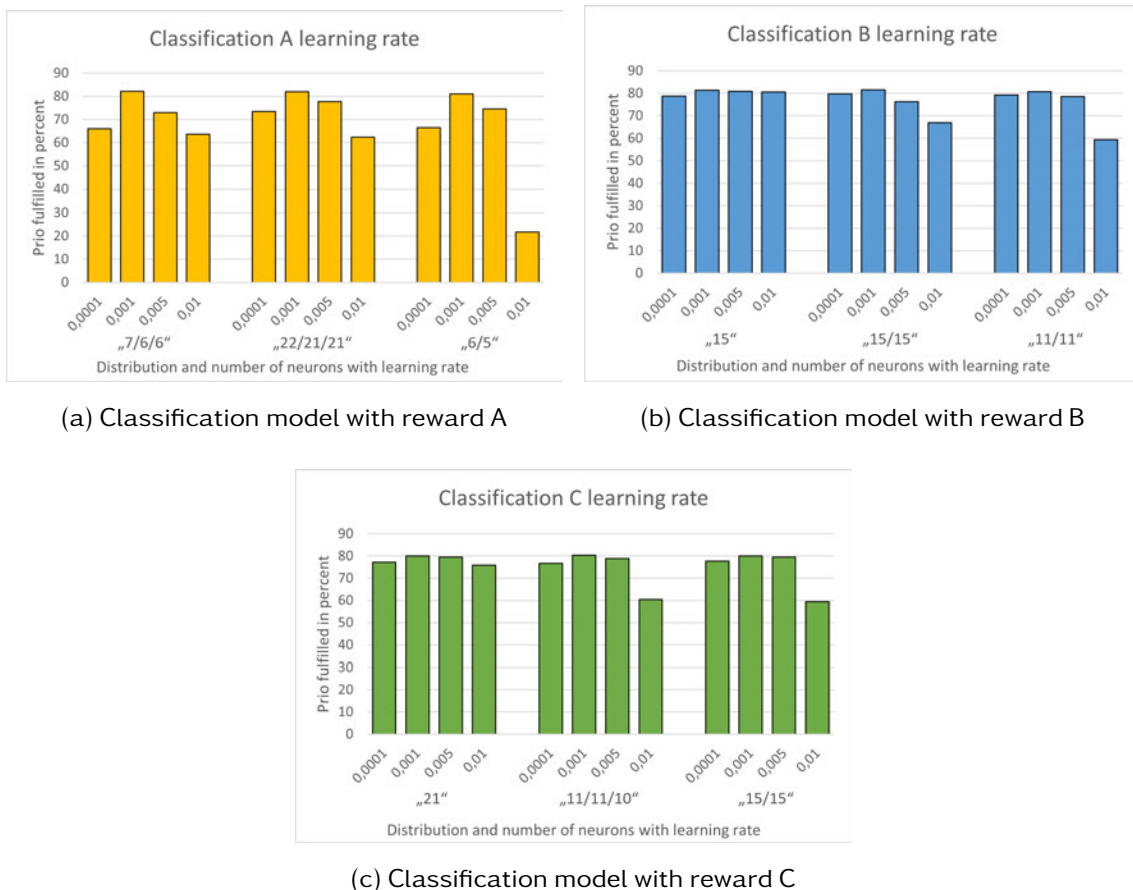 Classification A learning rate
Prio fulfilled in percent
90
80
70
60
50
40
30
20
10
0
0,0001 0,001 0,005 0,01 0,0001 0,001 0,005 0,01 0,0001 0,001 0,005 0,01
„7/6/6“ „22/21/21“ „6/5“
Distribution and number of neurons with learning rate
(a) Classification model with reward A
Classification B learning rate
Prio fulfilled in percent
90
80
70
60
50
40
30
20
10
0
0,0001 0,001 0,005 0,01 0,0001 0,001 0,005 0,01 0,0001 0,001 0,005 0,01
„15“ „15/15“ „11/11“
Distribution and number of neurons with learning rate
(b) Classification model with reward B
Classification C learning rate
Prio fulfilled in percent
90
80
70
60
50
40
30
20
10
0
0,0001 0,001 0,005 0,01 0,0001 0,001 0,005 0,01 0,0001 0,001 0,005 0,01
„21“ „11/11/10“ „15/15“
Distribution and number of neurons with learning rate
(c) Classification model with reward C